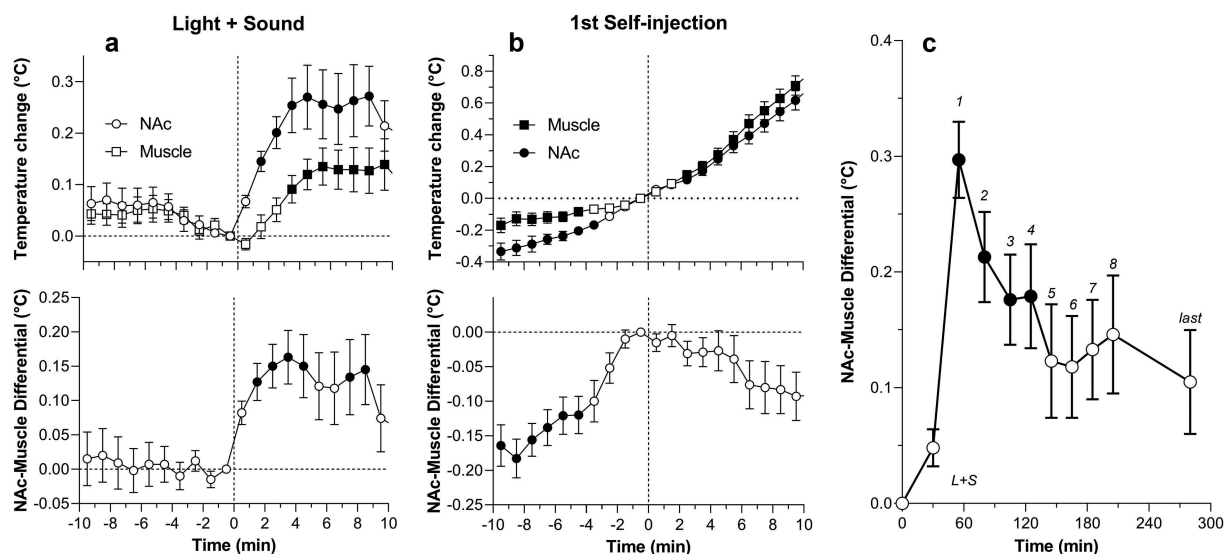 Light + Sound
1st Self-injection
a
Temperature change (°C)
0.3
0.2
0.1
0.0
NAc
Muscle
NAc-Muscle Differential (°C)
0.25
0.20
0.15
0.10
0.05
0.00
-0.05
-10 -8 -6 -4 -2 0 2 4 6 8 10
Time (min)
b
Temperature change (°C)
0.8
0.6
0.4
0.2
0.0
-0.2
-0.4
Muscle
NAc
NAc-Muscle Differential (°C)
-0.00
-0.05
-0.10
-0.15
-0.20
-0.25
-10 -8 -6 -4 -2 0 2 4 6 8 10
Time (min)
c
NAc-Muscle Differential (°C)
0.4
0.3
0.2
0.1
0.0
1
2
3
4
5
6
7
8
last
L+S
0 60 120 180 240 300
Time (min)